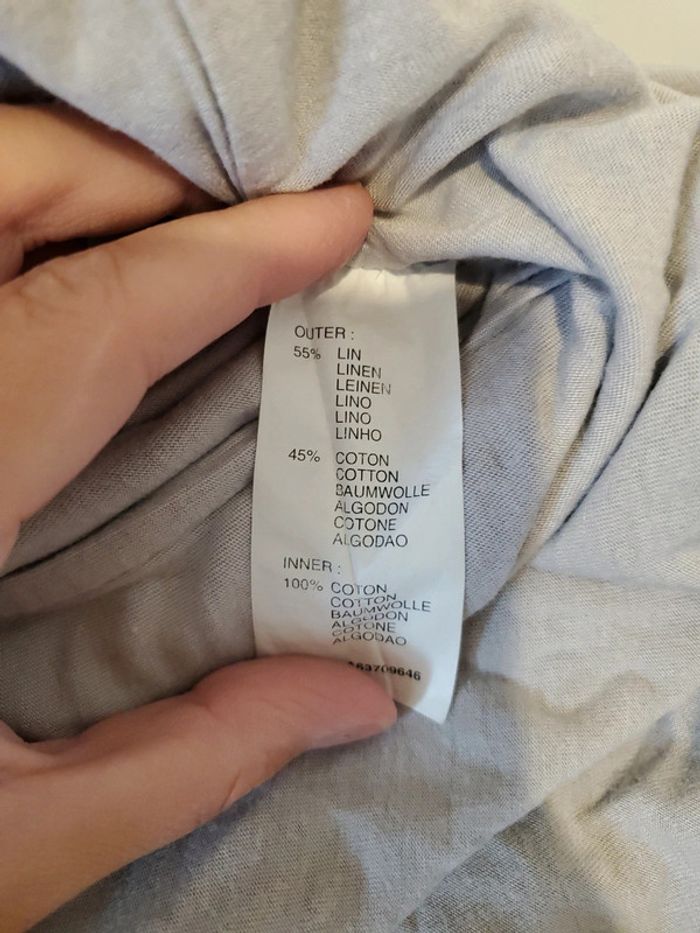 OUTER :
55% LIN
LINEN
LEINEN
LINO
LINO
LINHO
45% COTON
COTTON
BAUMWOLLE
ALGODON
COTONE
ALGODAO
INNER :
100% COTON
COTTON
BAUMWOLLE
ALGODON
COTONE
ALGODAO